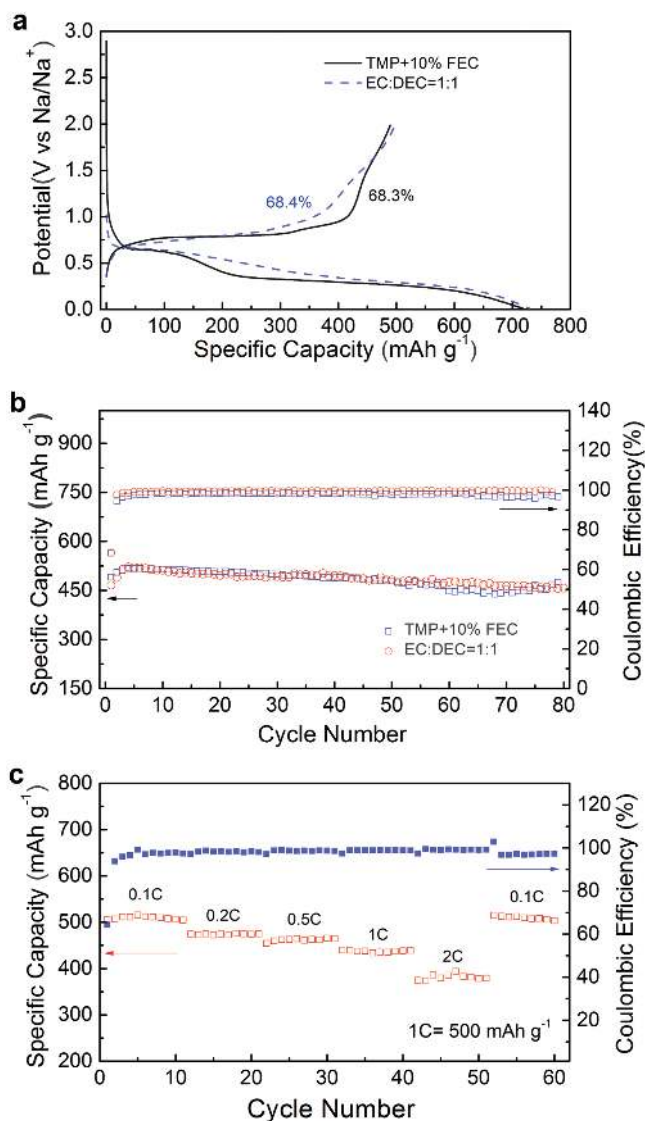 a
3.0
2.5
2.0
1.5
1.0
0.5
0.0
Potential(V vs Na/Na+)
TMP+10% FEC
EC:DEC=1:1
68.4%
68.3%
0 100 200 300 400 500 600 700 800
Specific Capacity (mAh g-1)
b
900
750
600
450
300
150
Specific Capacity (mAh g-1)
140
120
100
80
60
40
20
0
Coulombic Efficiency(%)
TMP+10% FEC
EC:DEC=1:1
0 10 20 30 40 50 60 70 80
Cycle Number
c
800
700
600
500
400
300
200
Specific Capacity (mAh g-1)
120
100
80
60
40
20
Coulombic Efficiency (%)
0.1C
0.2C
0.5C
1C
2C
0.1C
1C= 500 mAh g-1
0 10 20 30 40 50 60
Cycle Number